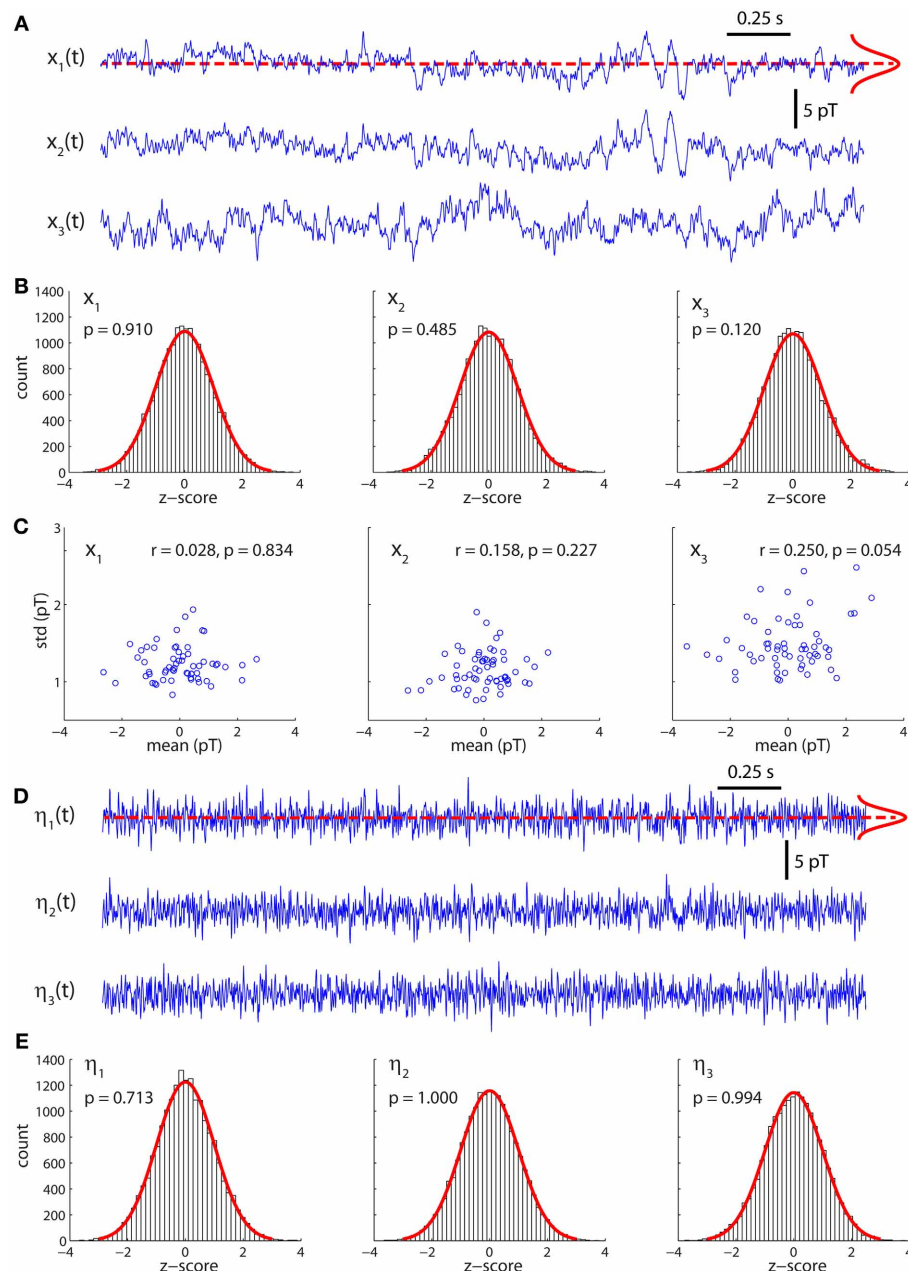 A
0.25 s
x1(t)
5 pT
x2(t)
x3(t)
B
1400
1200
1000
800
600
400
200
0
count
x1
p = 0.910
x2
p = 0.485
x3
p = 0.120
−4 −2 0 2 4
−4 −2 0 2 4
−4 −2 0 2 4
z−score
z−score
z−score
C
3
2
1
std (pT)
x1
r = 0.028, p = 0.834
x2
r = 0.158, p = 0.227
x3
r = 0.250, p = 0.054
−4 −2 0 2 4
−4 −2 0 2 4
−4 −2 0 2 4
mean (pT)
mean (pT)
mean (pT)
D
0.25 s
η1(t)
5 pT
η2(t)
η3(t)
E
1400
1200
1000
800
600
400
200
0
count
η1
p = 0.713
η2
p = 1.000
η3
p = 0.994
−4 −2 0 2 4
−4 −2 0 2 4
−4 −2 0 2 4
z−score
z−score
z−score